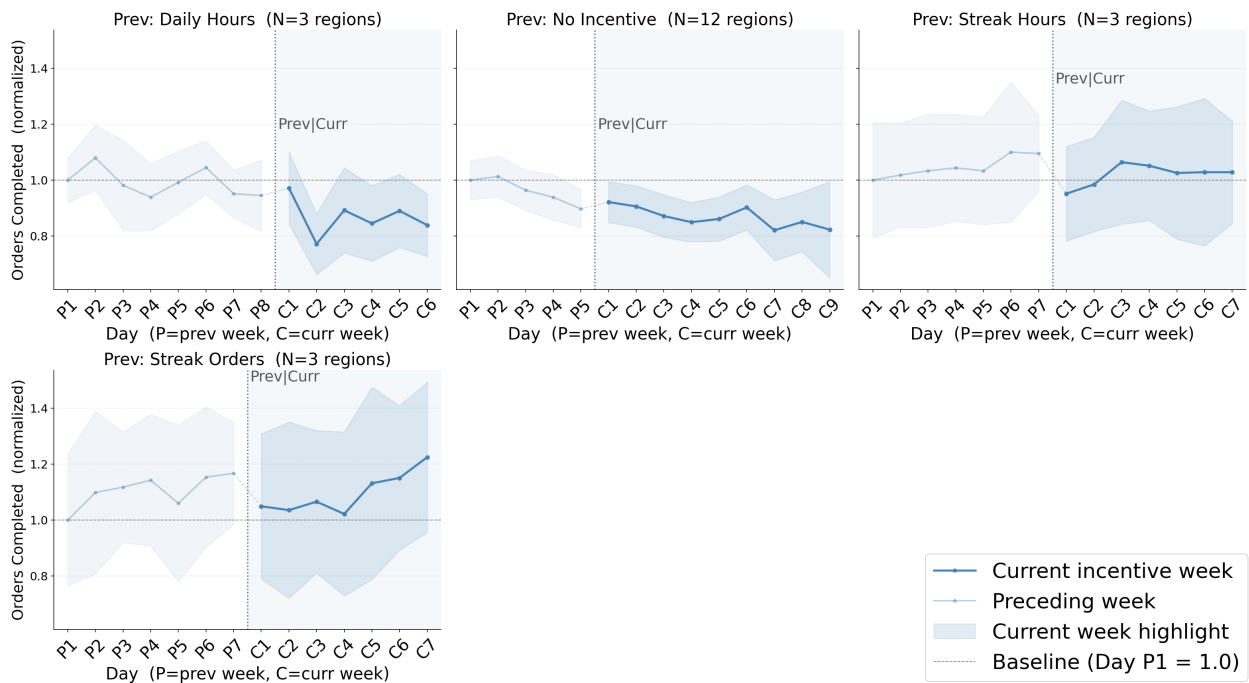 Prev: Daily Hours  (N=3 regions)
Orders Completed  (normalized)
1.4
1.2
1.0
0.8
Prev|Curr
P1 P2 P3 P4 P5 P6 P7 P8 C1 C2 C3 C4 C5 C6
Day  (P=prev week, C=curr week)
Prev: No Incentive  (N=12 regions)
Prev|Curr
P1 P2 P3 P4 P5 C1 C2 C3 C4 C5 C6 C7 C8 C9
Day  (P=prev week, C=curr week)
Prev: Streak Hours  (N=3 regions)
Prev|Curr
P1 P2 P3 P4 P5 P6 P7 C1 C2 C3 C4 C5 C6 C7
Day  (P=prev week, C=curr week)
Prev: Streak Orders  (N=3 regions)
Orders Completed  (normalized)
1.4
1.2
1.0
0.8
Prev|Curr
P1 P2 P3 P4 P5 P6 P7 C1 C2 C3 C4 C5 C6 C7
Day  (P=prev week, C=curr week)
Current incentive week
Preceding week
Current week highlight
Baseline (Day P1 = 1.0)